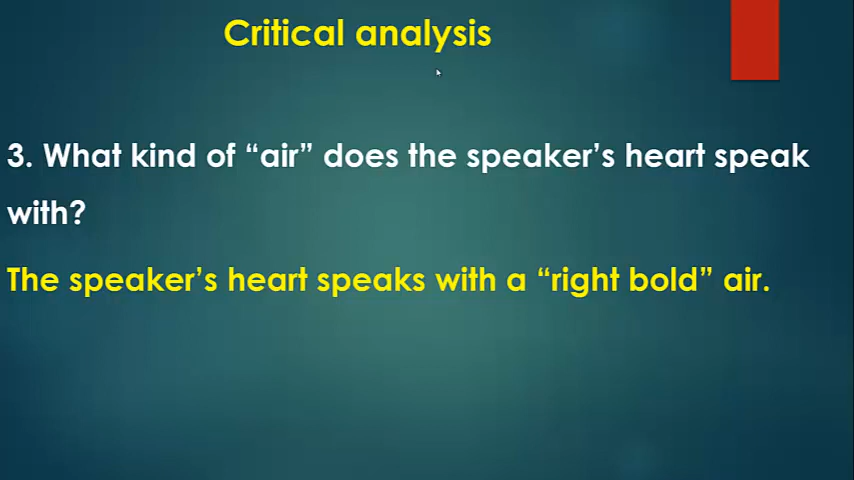 Critical analysis
3. What kind of “air” does the speaker’s heart speak
with?
The speaker’s heart speaks with a “right bold” air.